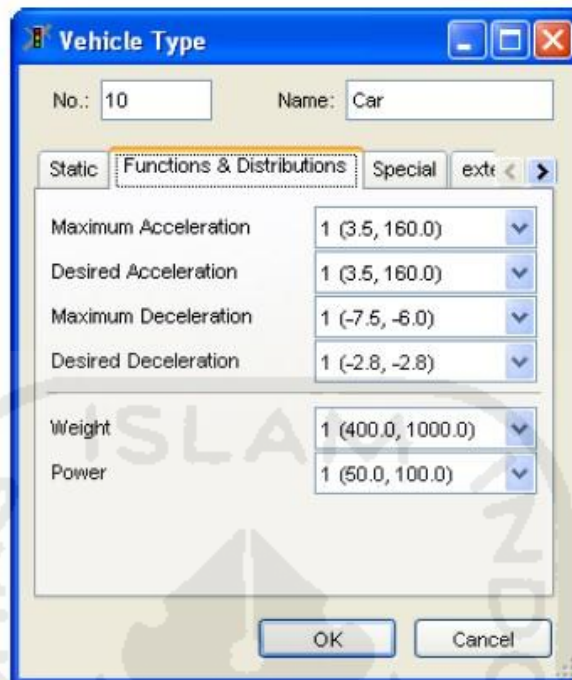 Vehicle Type
No.: 10 Name: Car
Static Functions & Distributions Special exte
Maximum Acceleration 1 (3.5, 160.0)
Desired Acceleration 1 (3.5, 160.0)
Maximum Deceleration 1 (-7.5, -6.0)
Desired Deceleration 1 (-2.8, -2.8)
Weight 1 (400.0, 1000.0)
Power 1 (50.0, 100.0)
OK Cancel
ISLAM